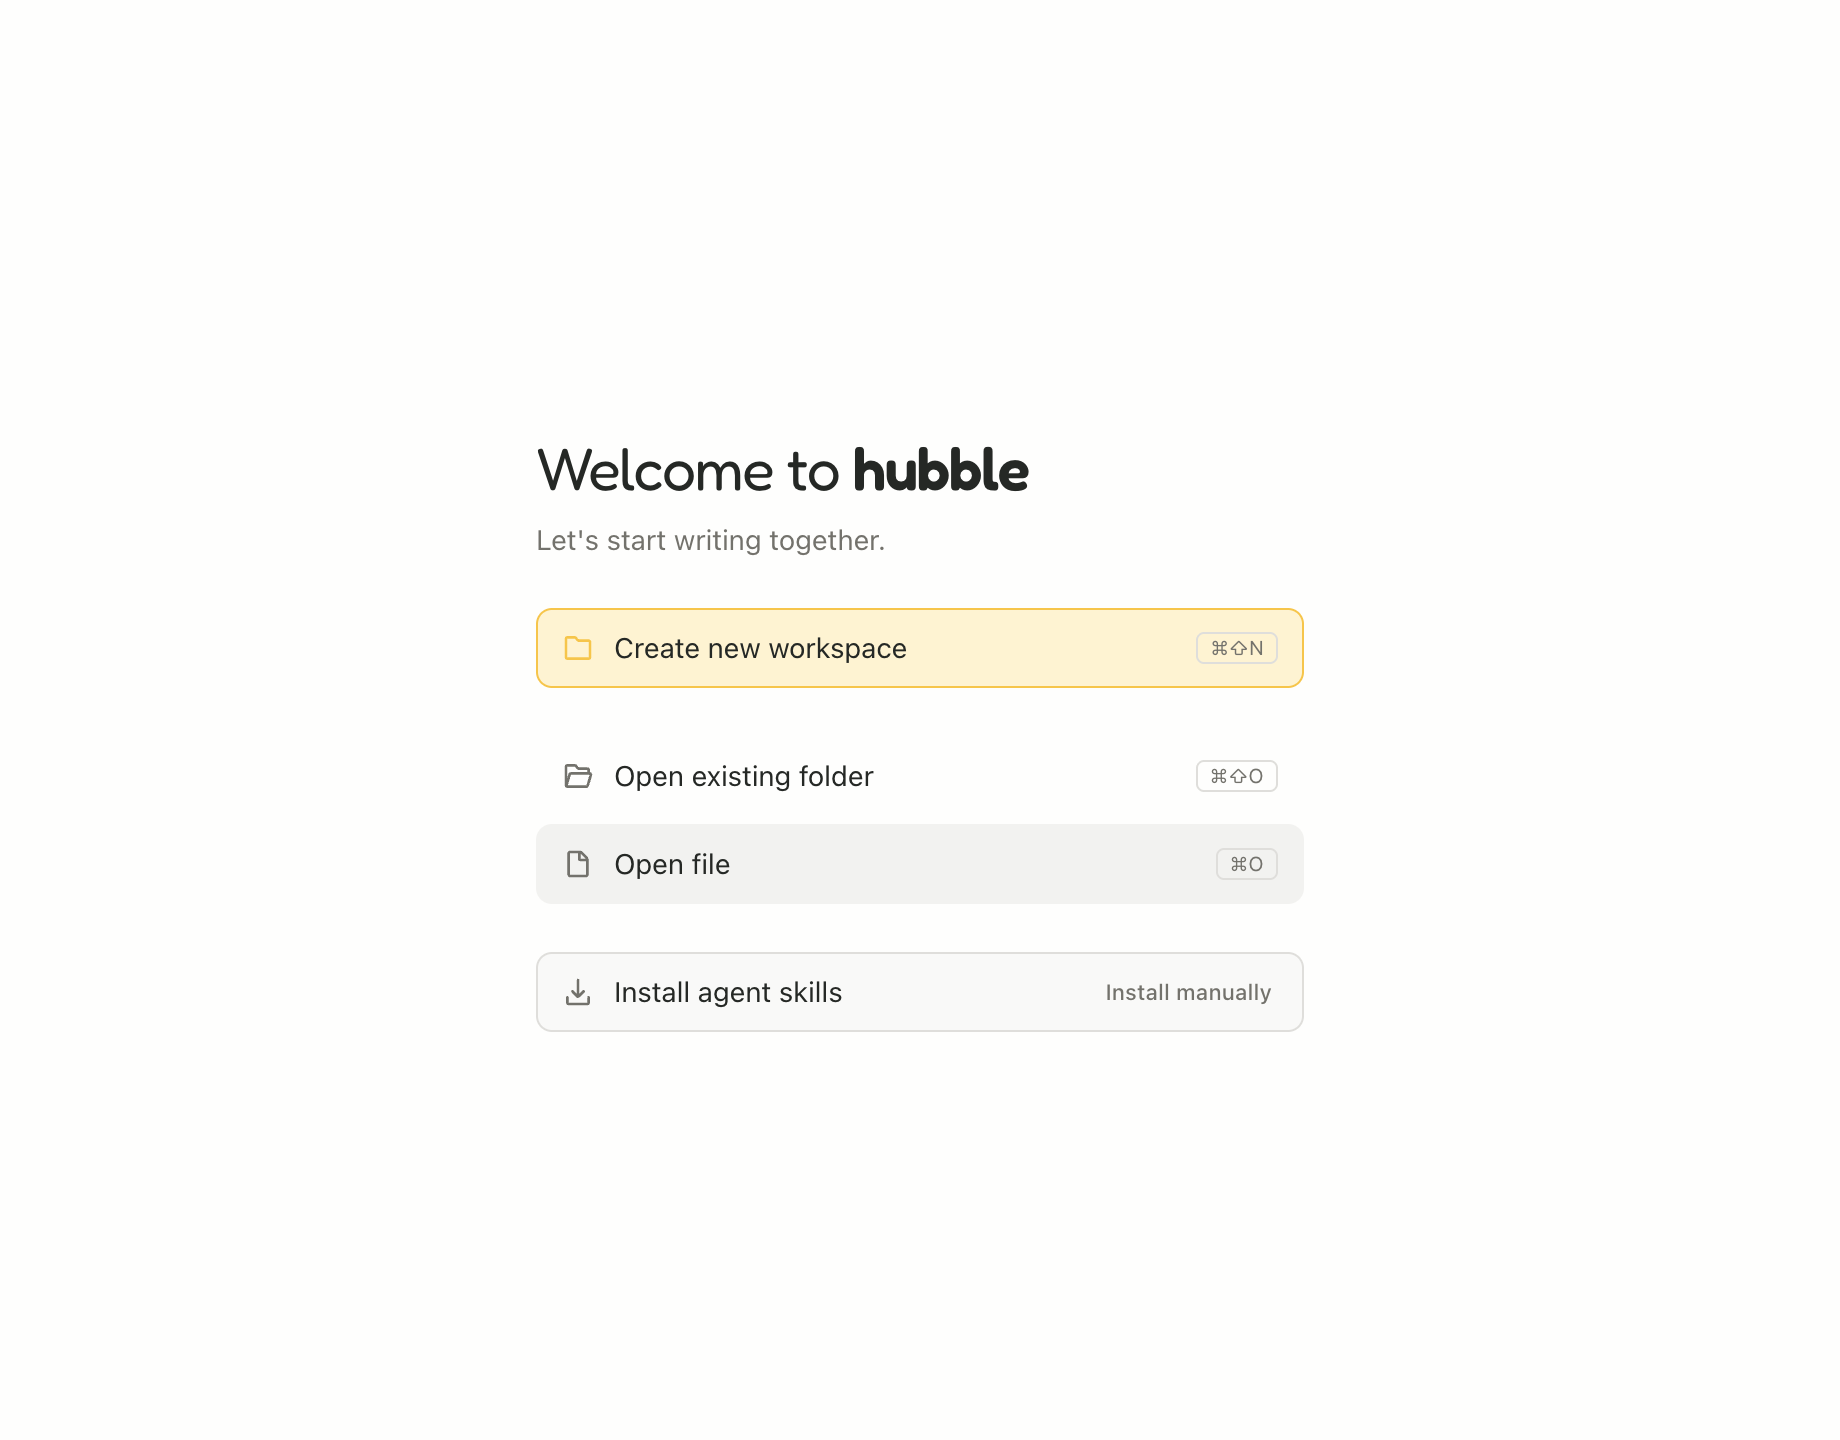 Welcome to hubble
Let's start writing together.
Create new workspace ⌘⇧N
Open existing folder ⌘⇧O
Open file ⌘O
Install agent skills Install manually